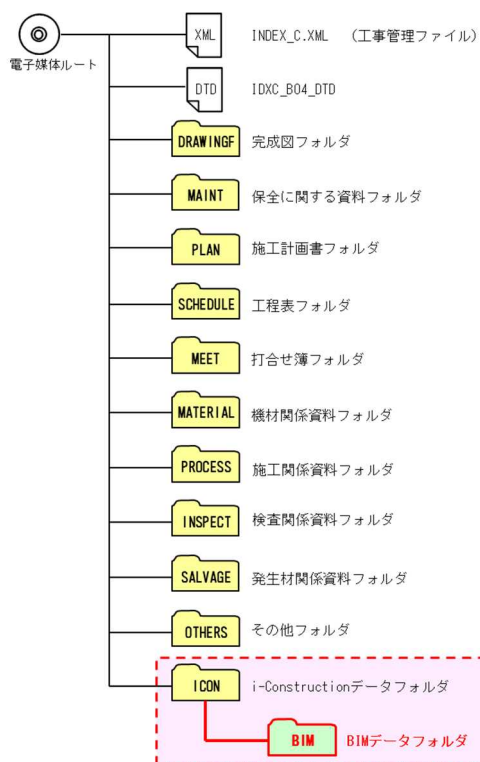 電子媒体ルート
XML INDEX_C.XML （工事管理ファイル）
DTD IDXC_B04_DTD
DRAWINGF 完成図フォルダ
MAINT 保全に関する資料フォルダ
PLAN 施工計画書フォルダ
SCHEDULE 工程表フォルダ
MEET 打合せ簿フォルダ
MATERIAL 機材関係資料フォルダ
PROCESS 施工関係資料フォルダ
INSPECT 検査関係資料フォルダ
SALVAGE 発生材関係資料フォルダ
OTHERS その他フォルダ
ICON i-Constructionデータフォルダ
BIM BIMデータフォルダ